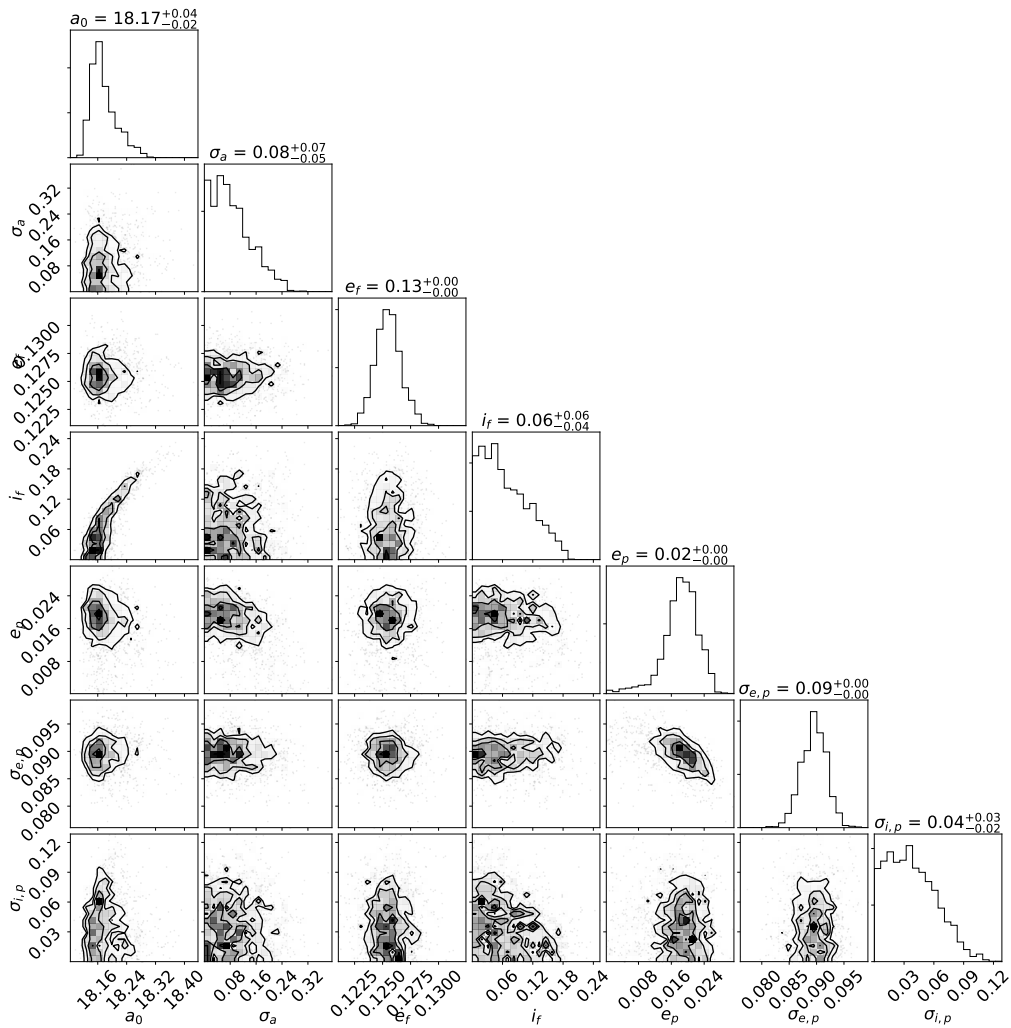 a_0 = 18.17^{+0.04}_{-0.02}
σ_a = 0.08^{+0.07}_{-0.05}
e_f = 0.13^{+0.00}_{-0.00}
i_f = 0.06^{+0.06}_{-0.04}
e_p = 0.02^{+0.00}_{-0.00}
σ_{e,p} = 0.09^{+0.00}_{-0.00}
σ_{i,p} = 0.04^{+0.03}_{-0.02}
σ_a
0.32
0.24
0.16
0.08
e_f
0.1300
0.1275
0.1250
0.1225
i_f
0.24
0.18
0.12
0.06
e_p
0.024
0.016
0.008
σ_{e,p}
0.095
0.090
0.085
0.080
σ_{i,p}
0.12
0.09
0.06
0.03
18.16 18.24 18.32 18.40
a_0
0.08 0.16 0.24 0.32
σ_a
0.1225 0.1250 0.1275 0.1300
e_f
0.06 0.12 0.18 0.24
i_f
0.008 0.016 0.024
e_p
0.080 0.085 0.090 0.095
σ_{e,p}
0.03 0.06 0.09 0.12
σ_{i,p}